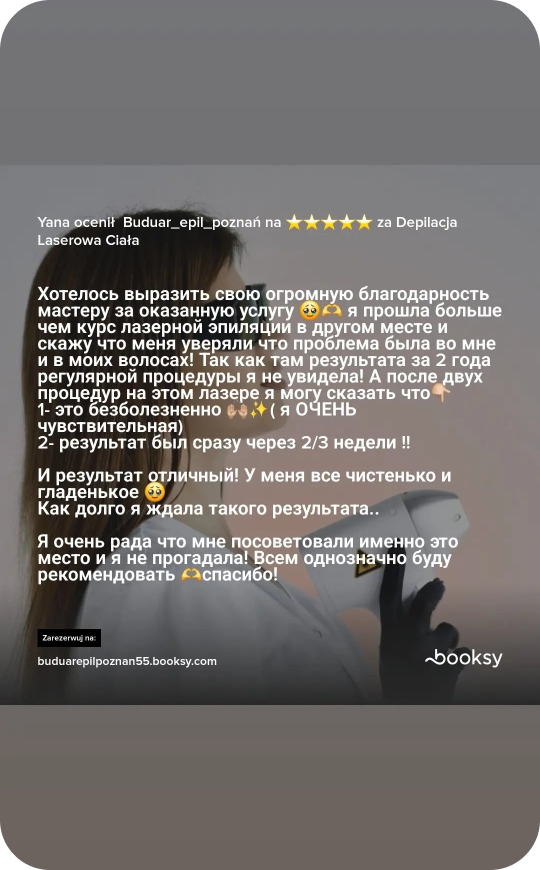 Yana ocenił  Buduar_epil_poznań na ⭐⭐⭐⭐⭐ za Depilacja
Laserowa Ciała
Хотелось выразить свою огромную благодарность
мастеру за оказанную услугу 🥹🫶🏻 я прошла больше
чем курс лазерной эпиляции в другом месте и
скажу что меня уверяли что проблема была во мне
и в моих волосах! Так как там результата за 2 года
регулярной процедуры я не увидела! А после двух
процедур на этом лазере я могу сказать что👇🏻
1- это безболезненно 🙌🏻✨( я ОЧЕНЬ
чувствительная)
2- результат был сразу через 2/3 недели ‼️
И результат отличный! У меня все чистенько и
гладенькое 🥹
Как долго я ждала такого результата..
Я очень рада что мне посоветовали именно это
место и я не прогадала! Всем однозначно буду
рекомендовать 🫶спасибо!
Zarezerwuj na:
buduarepilpoznan55.booksy.com
booksy